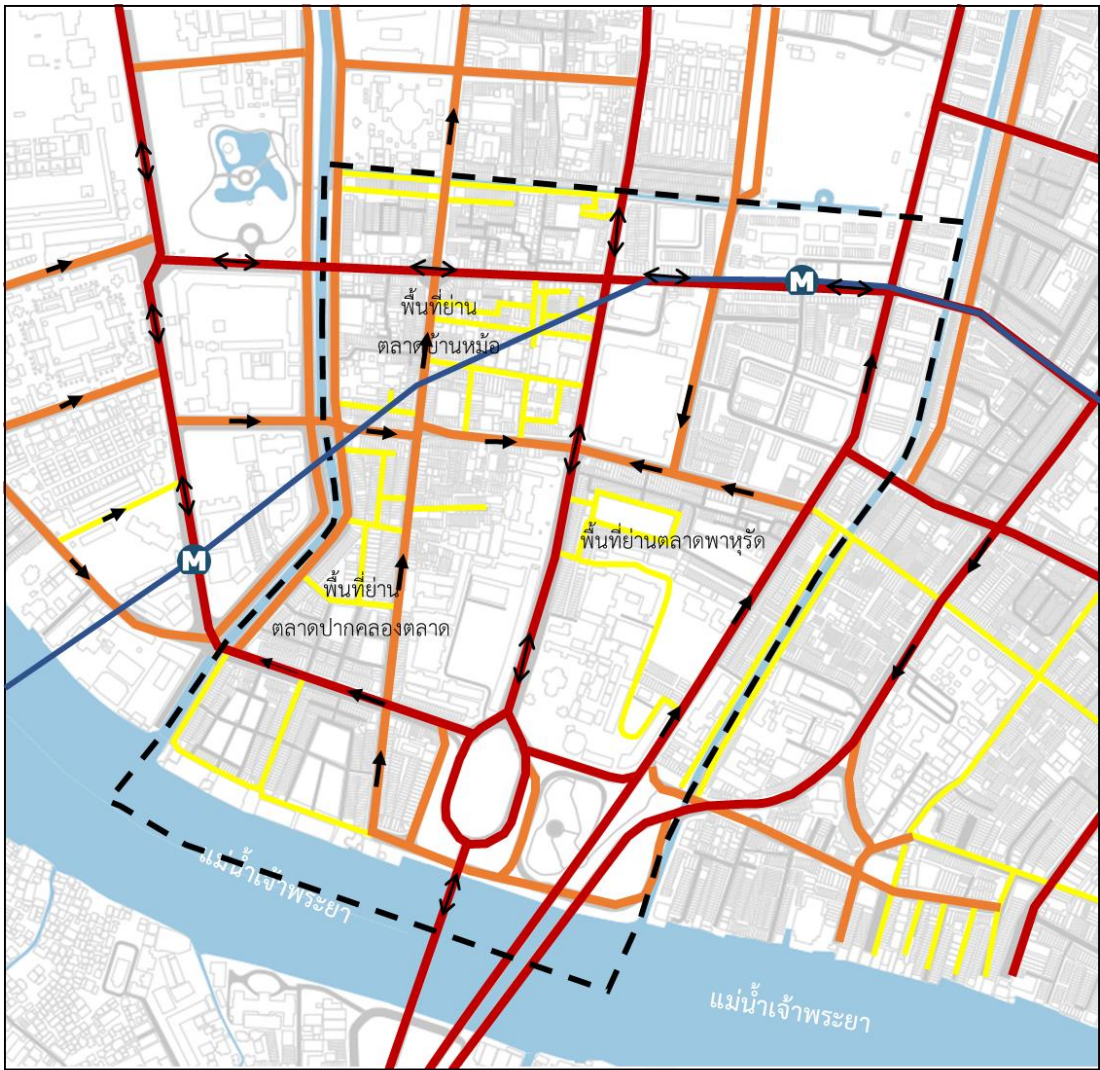 M
พื้นที่ย่าน
ตลาดบ้านหม้อ
พื้นที่ย่านตลาดพาหุรัด
M
พื้นที่ย่าน
ตลาดปากคลองตลาด
แม่น้ำเจ้าพระยา
แม่น้ำเจ้าพระยา